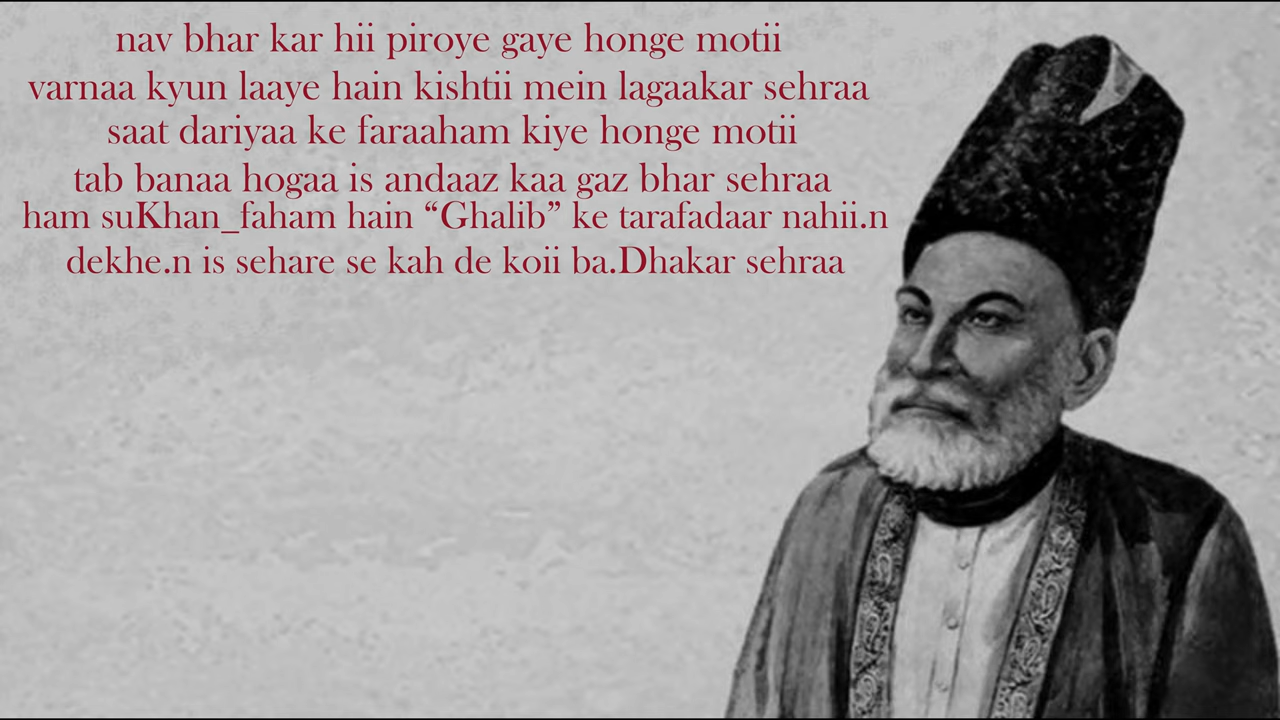 nav bhar kar hii piroye gaye honge motii
varnaa kyun laaye hain kishtii mein lagaakar sehraa
saat dariyaa ke faraaham kiye honge motii
tab banaa hogaa is andaaz kaa gaz bhar sehraa
ham suKhan_faham hain “Ghalib” ke tarafadaar nahii.n
dekhe.n is sehare se kah de koii ba.Dhakar sehraa